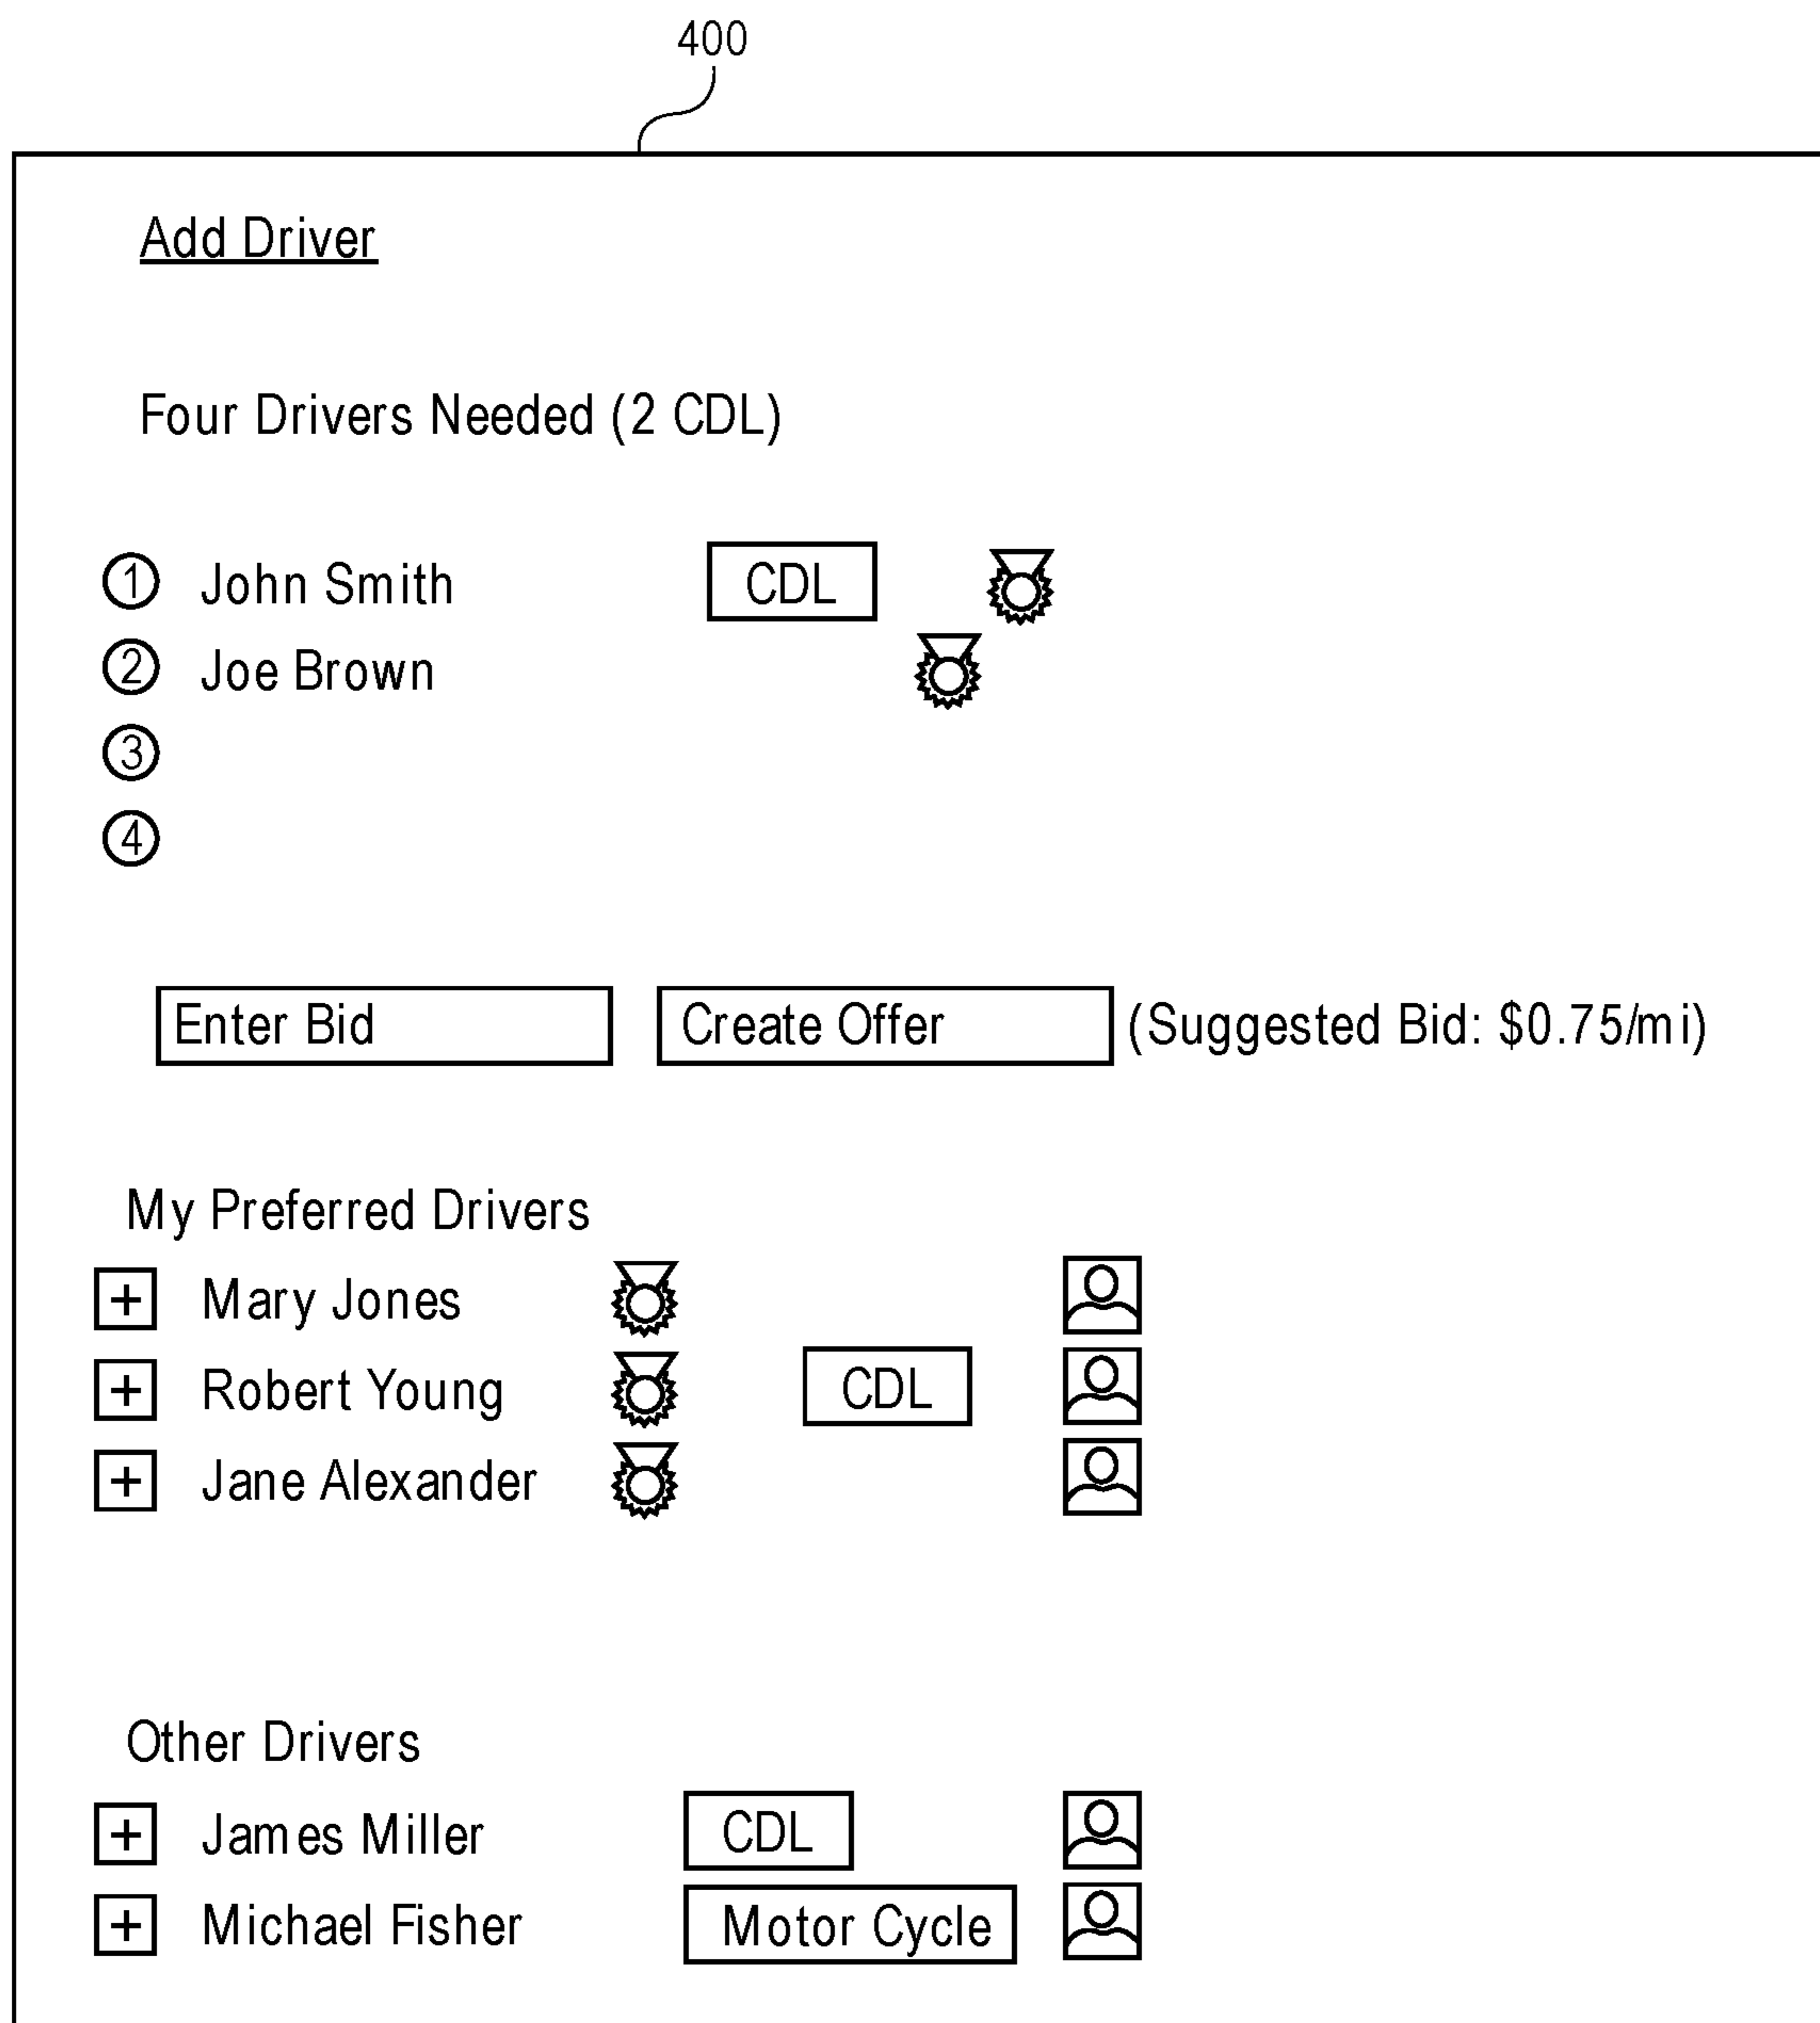 400
Add Driver
Four Drivers Needed (2 CDL)
1 John Smith CDL
2 Joe Brown
3
4
Enter Bid Create Offer (Suggested Bid: $0.75/mi)
My Preferred Drivers
+ Mary Jones
+ Robert Young CDL
+ Jane Alexander
Other Drivers
+ James Miller CDL
+ Michael Fisher Motor Cycle